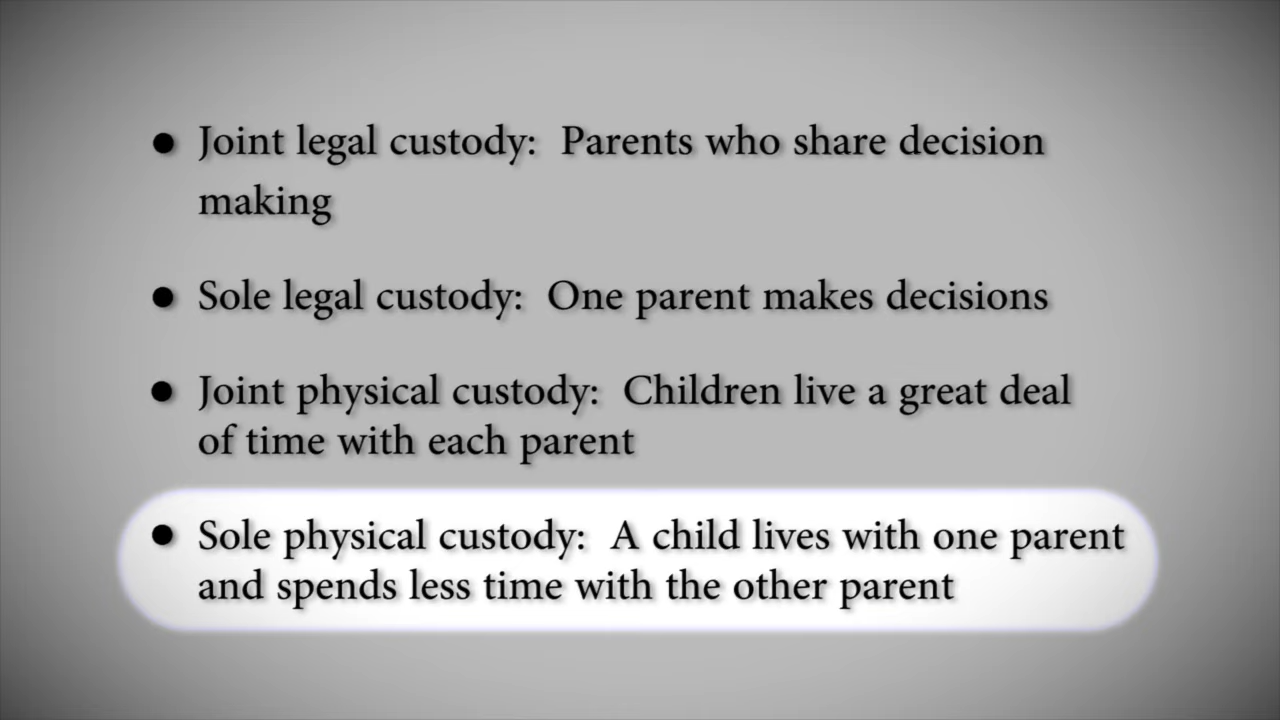 ● Joint legal custody: Parents who share decision
making
● Sole legal custody: One parent makes decisions
● Joint physical custody: Children live a great deal
of time with each parent
● Sole physical custody: A child lives with one parent
and spends less time with the other parent